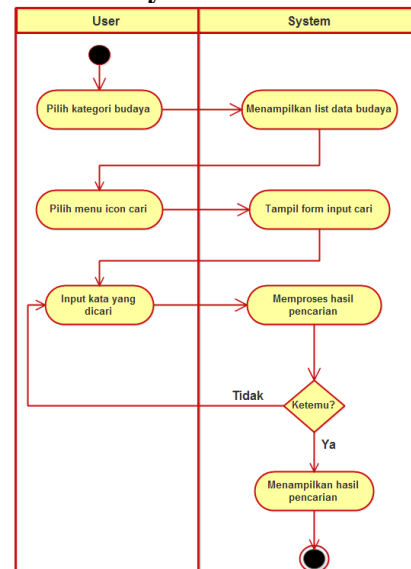 User
System
Pilih kategori budaya
Menampilkan list data budaya
Pilih menu icon cari
Tampil form input cari
Input kata yang
dicari
Memproses hasil
pencarian
Tidak
Ketemu?
Ya
Menampilkan hasil
pencarian